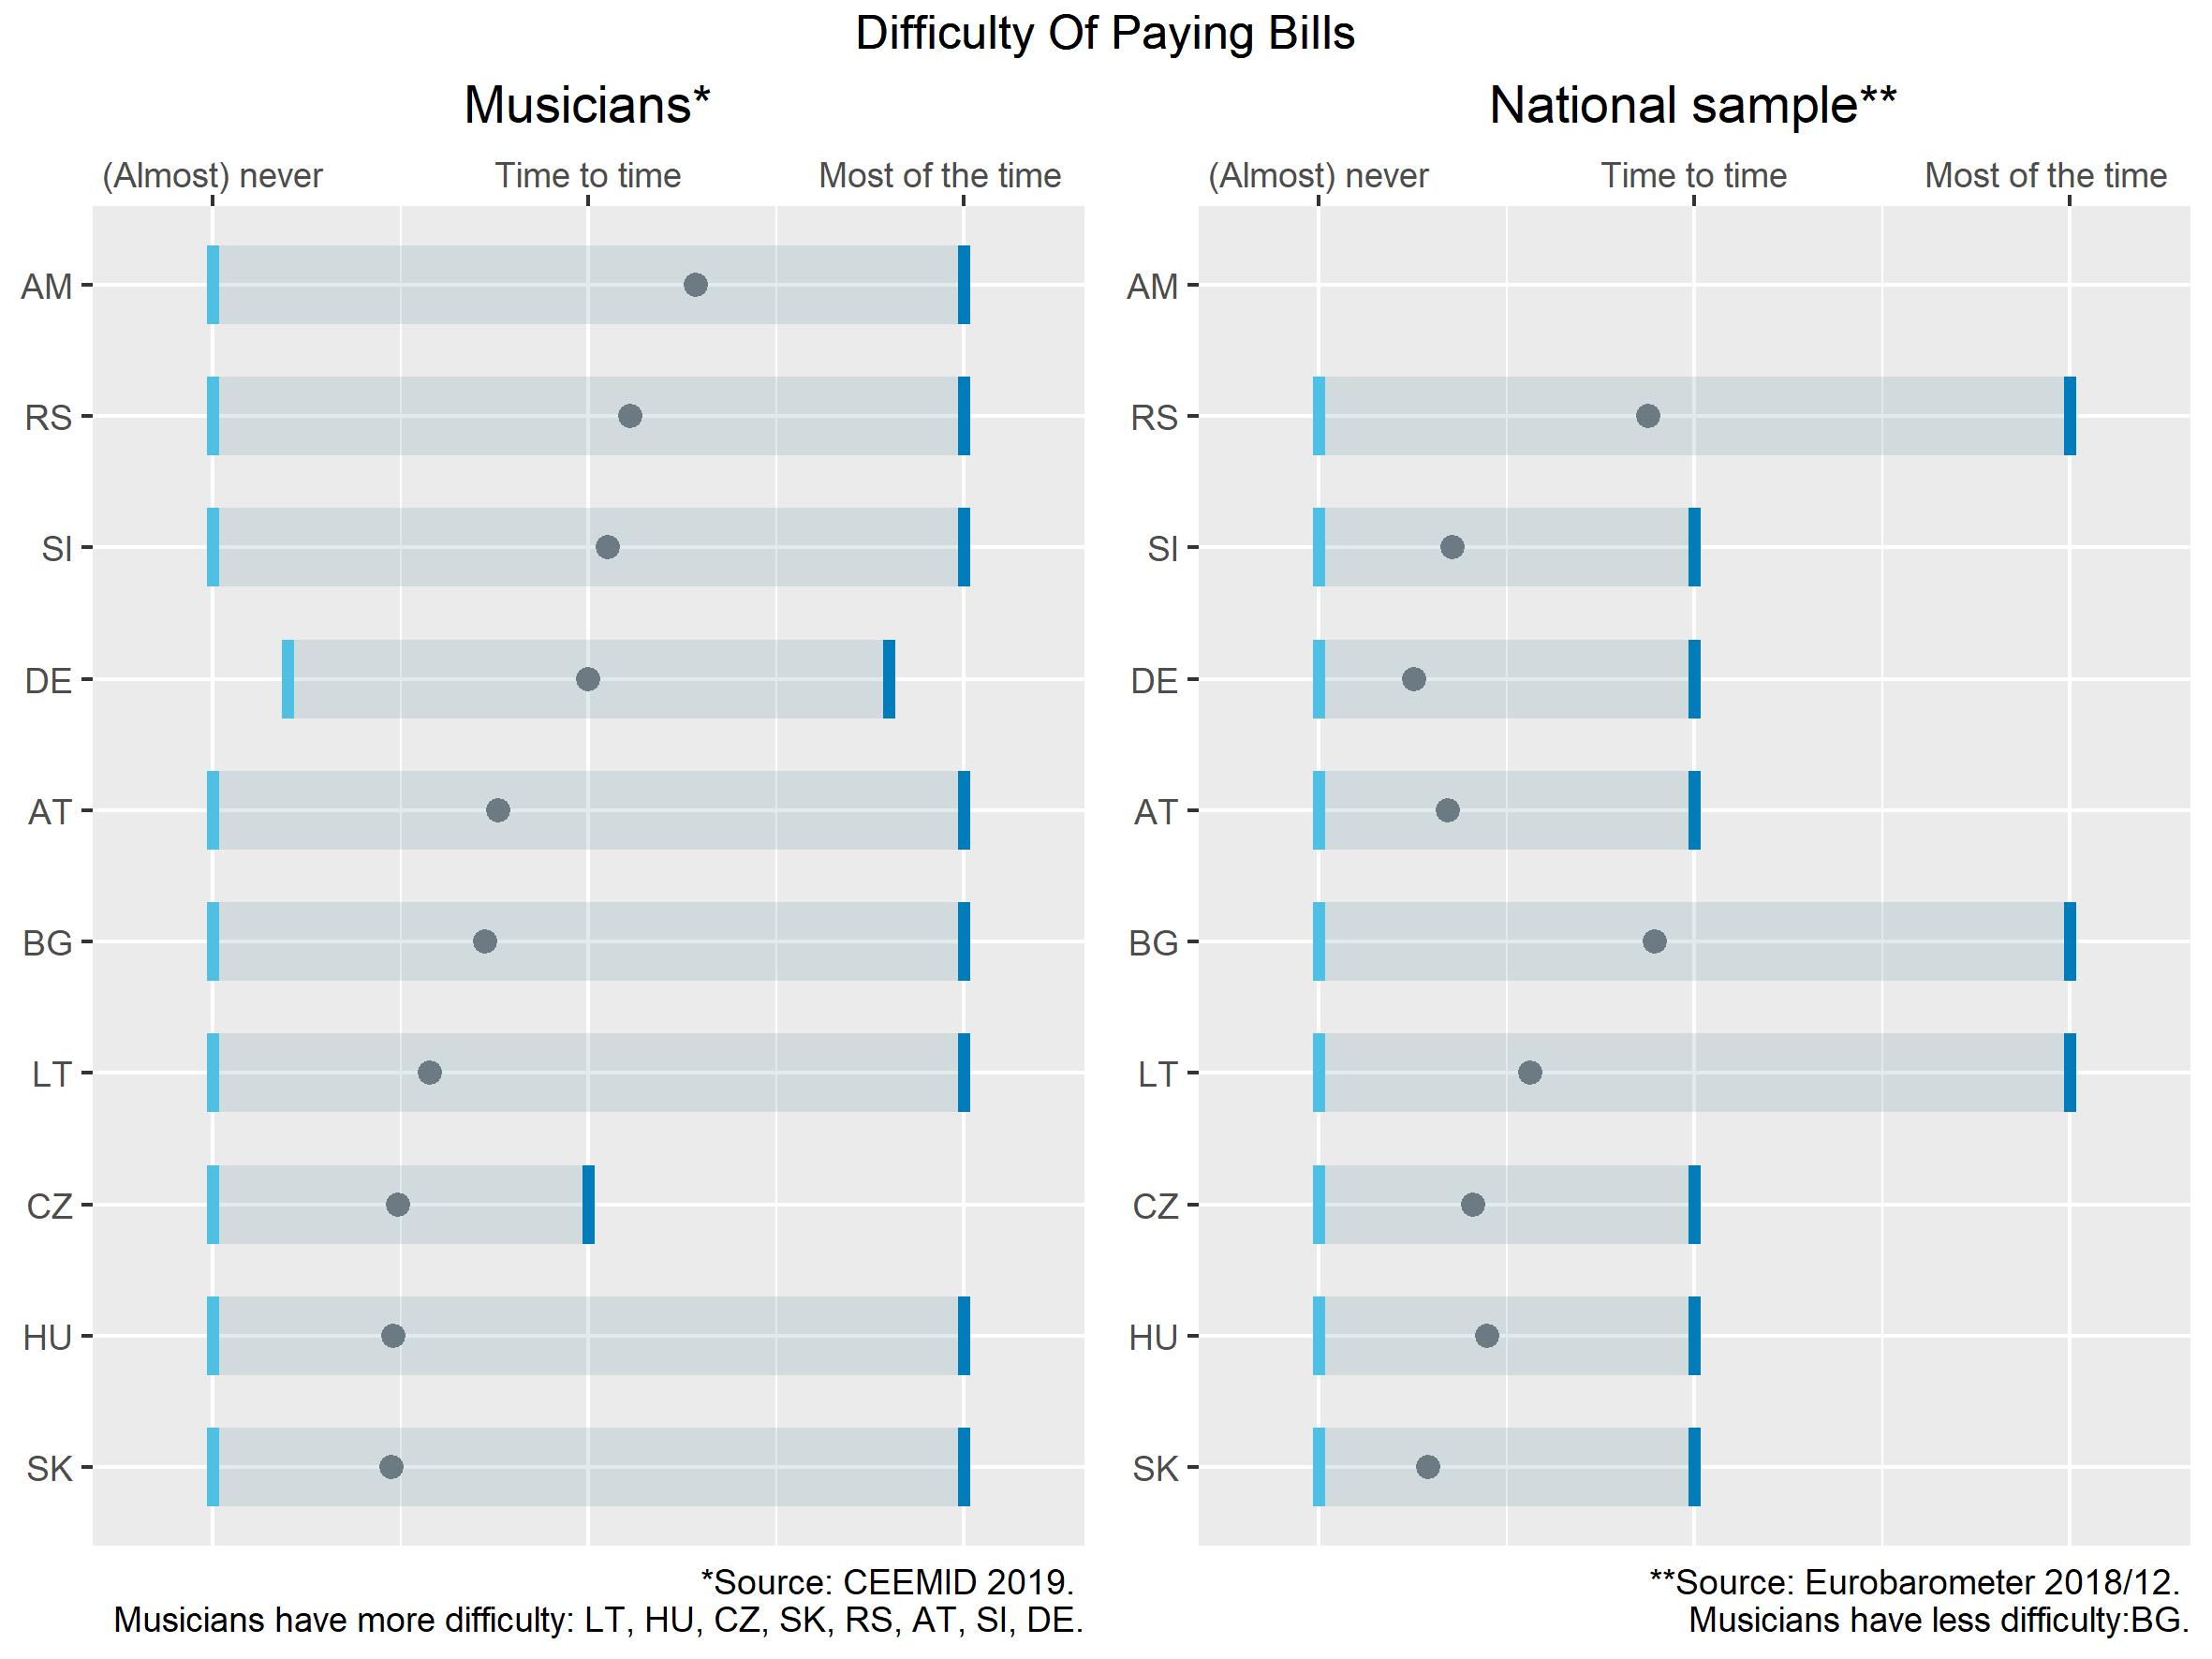 Difficulty Of Paying Bills
Musicians*
(Almost) never Time to time Most of the time
AM
RS
SI
DE
AT
BG
LT
CZ
HU
SK
*Source: CEEMID 2019.
Musicians have more difficulty: LT, HU, CZ, SK, RS, AT, SI, DE.
National sample**
(Almost) never Time to time Most of the time
AM
RS
SI
DE
AT
BG
LT
CZ
HU
SK
**Source: Eurobarometer 2018/12.
Musicians have less difficulty:BG.